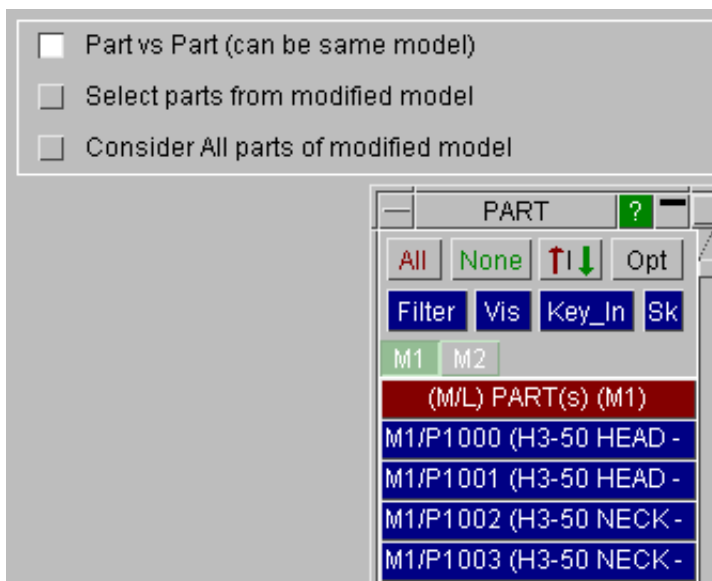 Part vs Part (can be same model)
Select parts from modified model
Consider All parts of modified model
PART ?
All None Opt
Filter Vis Key_In Sk
M1 M2
(M/L) PART(s) (M1)
M1/P1000 (H3-50 HEAD -
M1/P1001 (H3-50 HEAD -
M1/P1002 (H3-50 NECK -
M1/P1003 (H3-50 NECK -